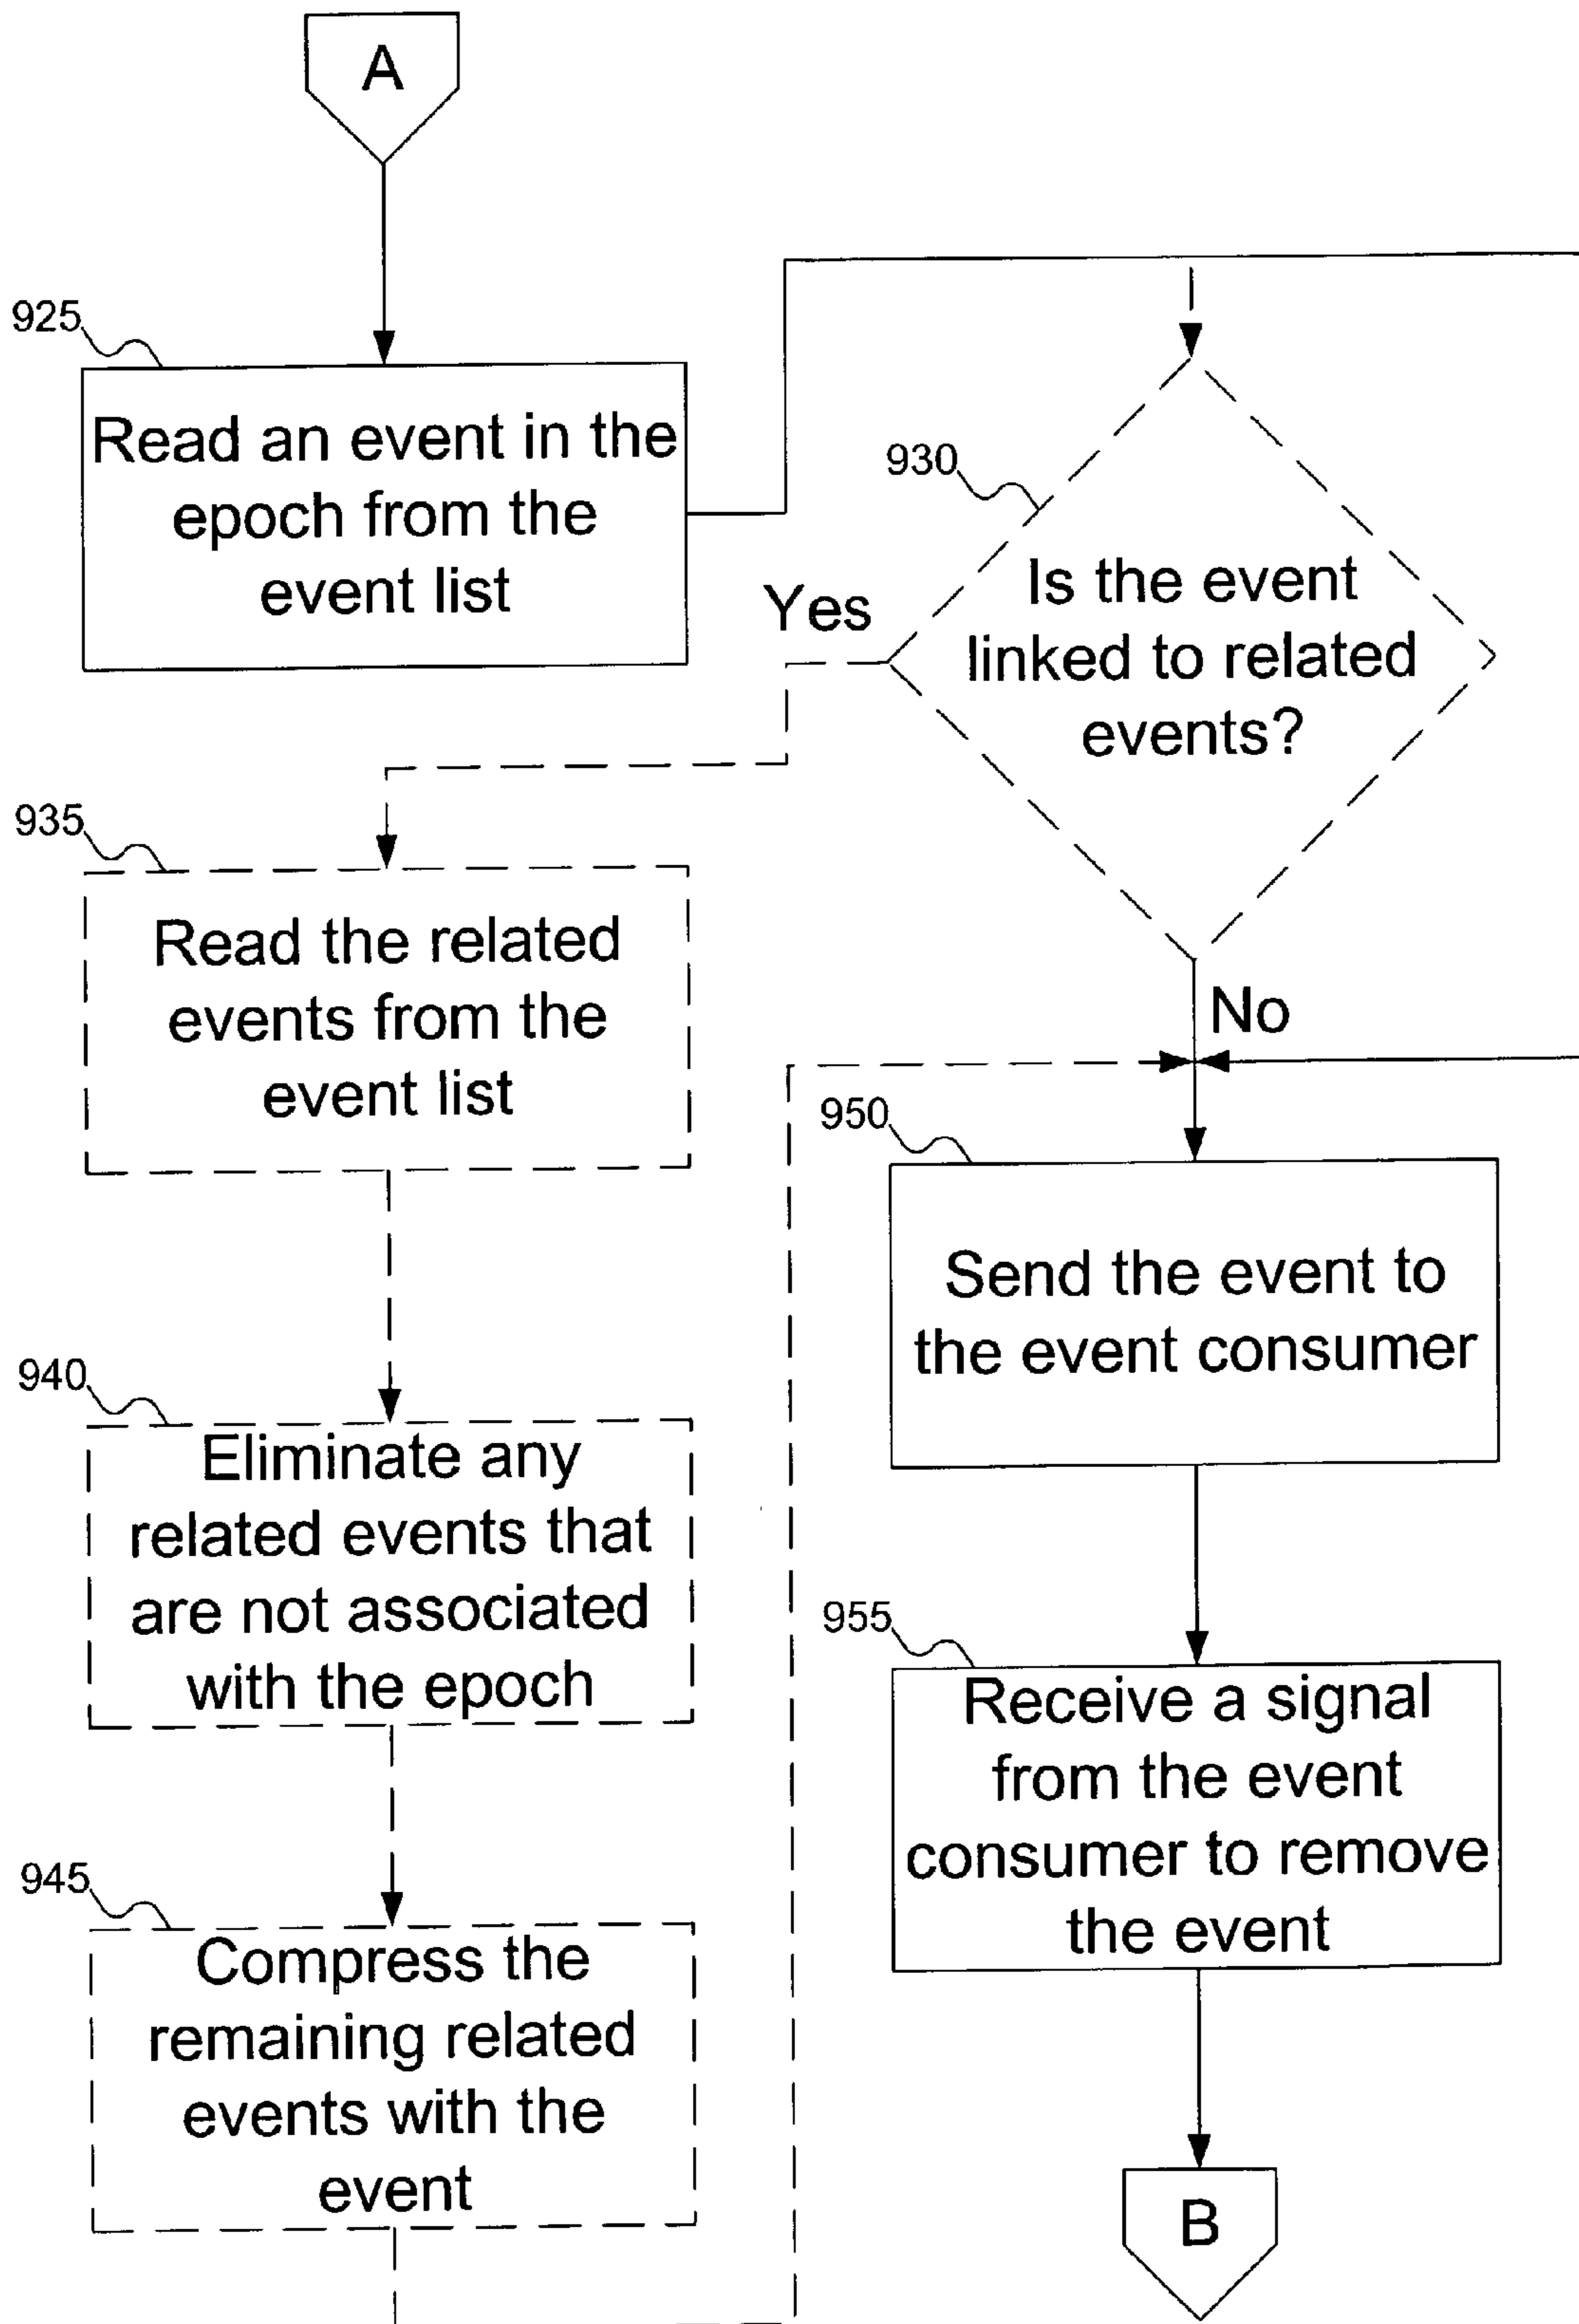 A
925
Read an event in the
epoch from the
event list
930
Is the event
linked to related
events?
Yes
No
935
Read the related
events from the
event list
940
Eliminate any
related events that
are not associated
with the epoch
945
Compress the
remaining related
events with the
event
950
Send the event to
the event consumer
955
Receive a signal
from the event
consumer to remove
the event
B